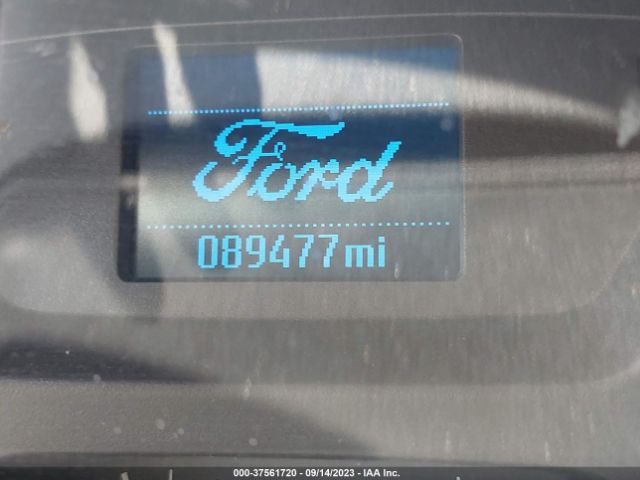 Ford
089477mi
000-37561720 — 09/14/2023 — IAA Inc.